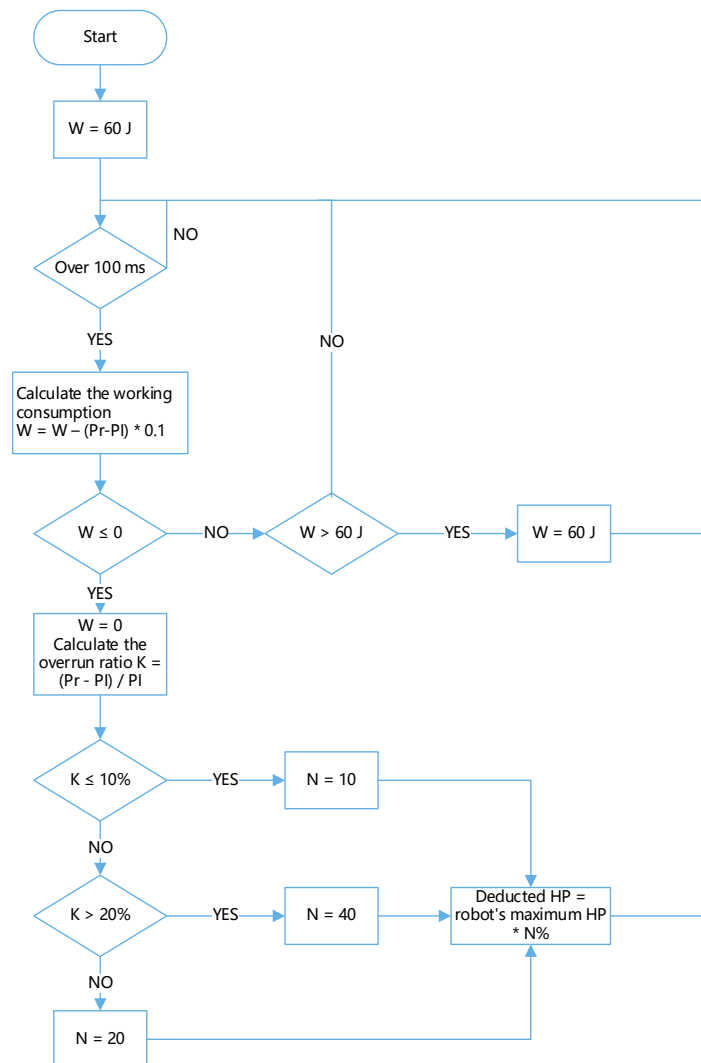 Start
W = 60 J
NO
Over 100 ms
YES
NO
Calculate the working
consumption
W = W – (Pr-Pl) * 0.1
W ≤ 0
NO
W > 60 J
YES
W = 60 J
YES
W = 0
Calculate the
overrun ratio K =
(Pr - Pl) / Pl
K ≤ 10%
YES
N = 10
NO
K > 20%
YES
N = 40
Deducted HP =
robot's maximum HP
* N%
NO
N = 20